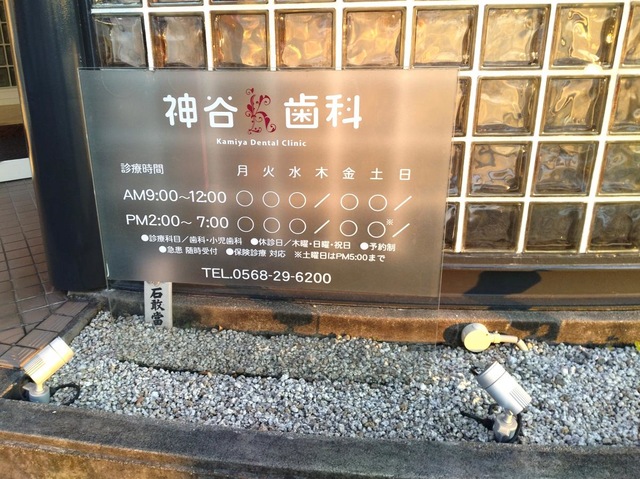 神谷 K 歯科
Kamiya Dental Clinic
診療時間 月 火 水 木 金 土 日
AM9:00～12:00 ○ ○ ○ ／ ○ ○ ／
PM2:00～ 7:00 ○ ○ ○ ／ ○ ○※ ／
●診療科目／歯科・小児歯科 ●休診日／木曜・日曜・祝日 ●予約制
●急患 随時受付 ●保険診療 対応 ※土曜日はPM5:00まで
TEL.0568-29-6200
石敢當